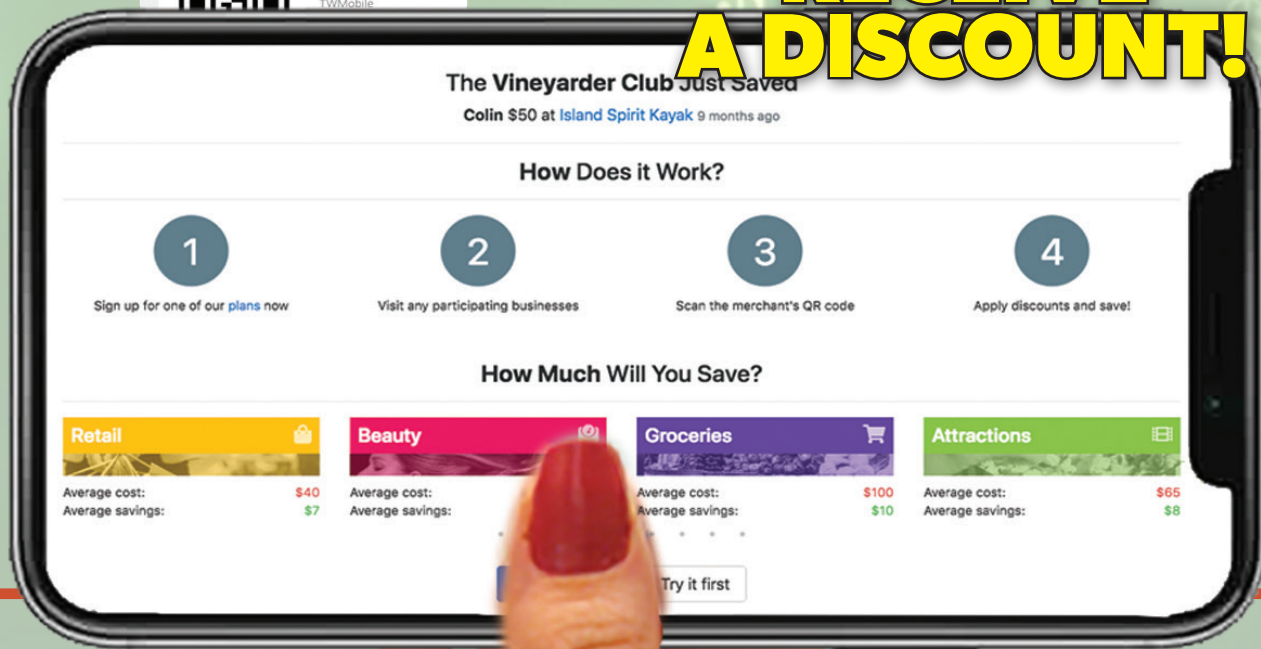 TWMobile
RECEIVE
A DISCOUNT!
The Vineyarder Club Just Saved
Colin $50 at Island Spirit Kayak 9 months ago
How Does it Work?
1
2
3
4
Sign up for one of our plans now
Visit any participating businesses
Scan the merchant's QR code
Apply discounts and save!
How Much Will You Save?
Retail
Beauty
Groceries
Attractions
Average cost: $40
Average savings: $7
Average cost:
Average savings:
Average cost: $100
Average savings: $10
Average cost: $65
Average savings: $8
Try it first